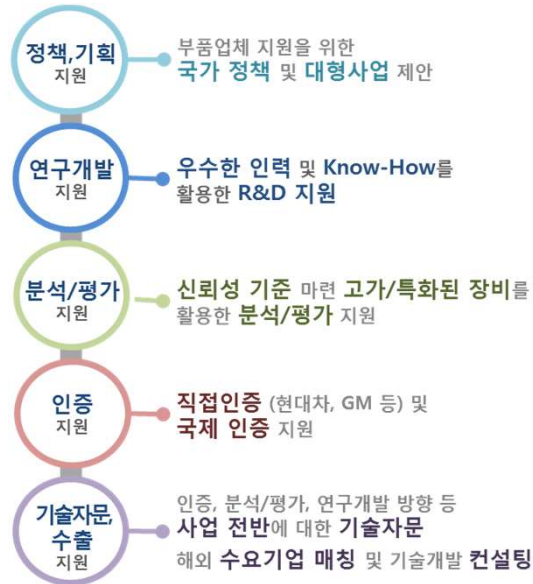 정책,기획
지원
부품업체 지원을 위한
국가 정책 및 대형사업 제안
연구개발
지원
우수한 인력 및 Know-How를
활용한 R&D 지원
분석/평가
지원
신뢰성 기준 마련 고가/특화된 장비를
활용한 분석/평가 지원
인증
지원
직접인증 (현대차, GM 등) 및
국제 인증 지원
기술자문,
수출
지원
인증, 분석/평가, 연구개발 방향 등
사업 전반에 대한 기술자문
해외 수요기업 매칭 및 기술개발 컨설팅